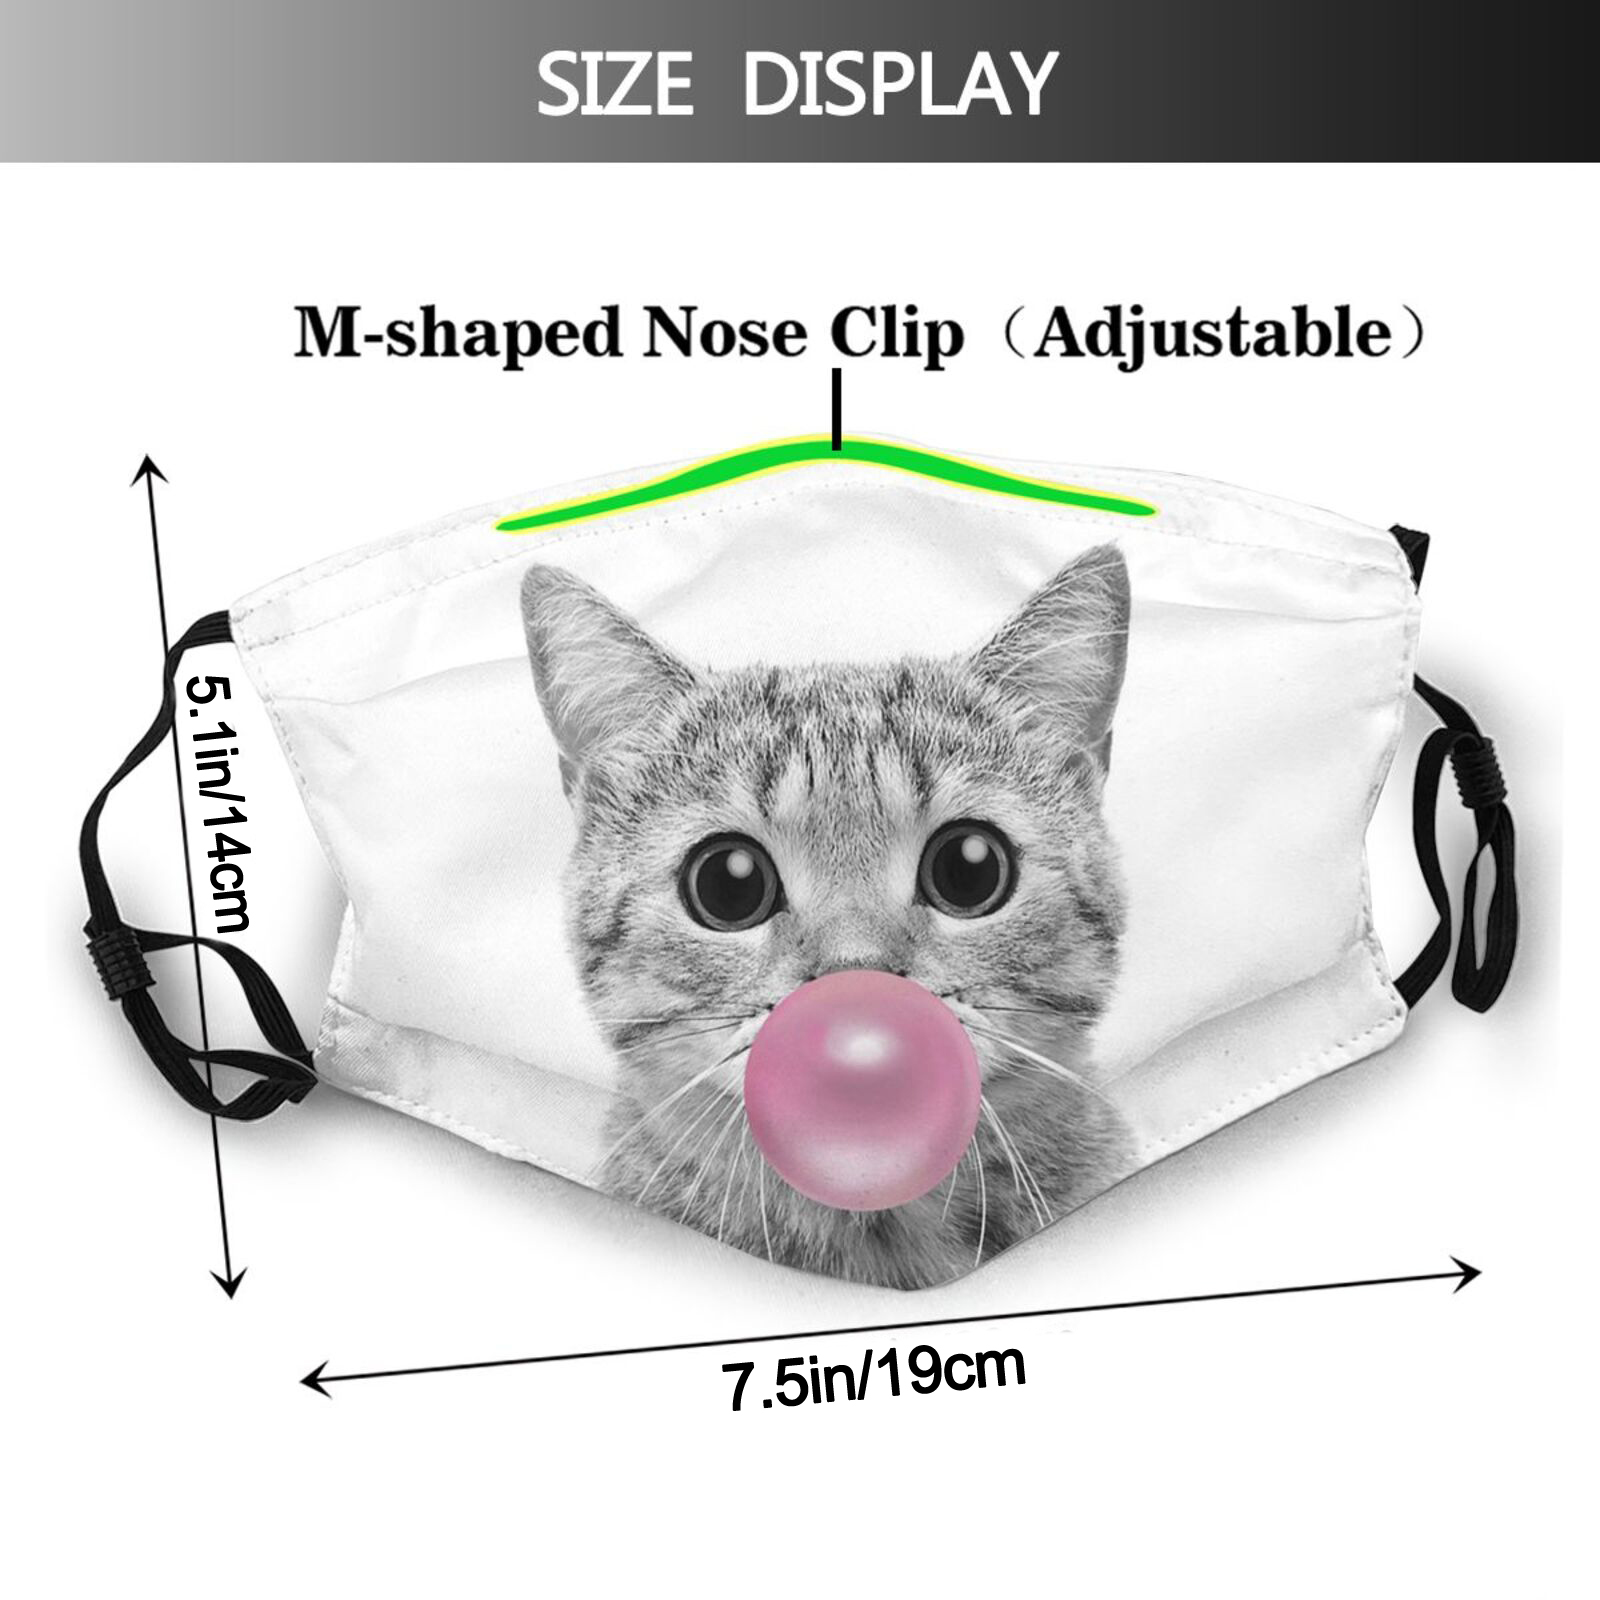 SIZE DISPLAY
M-shaped Nose Clip（Adjustable）
5.1in/14cm
7.5in/19cm